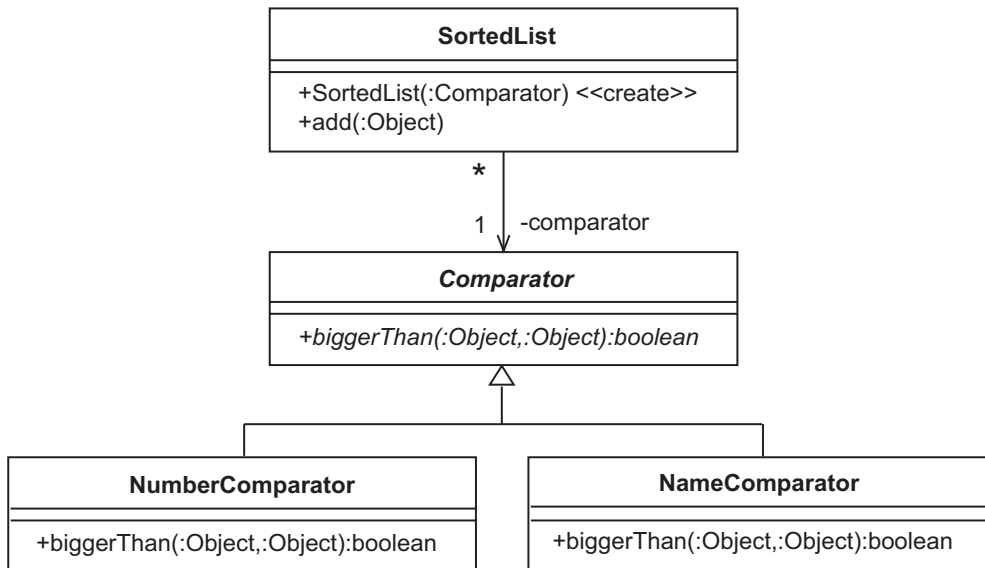 SortedList
+SortedList(:Comparator) <<create>>
+add(:Object)
*
1 -comparator
Comparator
+biggerThan(:Object,:Object):boolean
NumberComparator
+biggerThan(:Object,:Object):boolean
NameComparator
+biggerThan(:Object,:Object):boolean